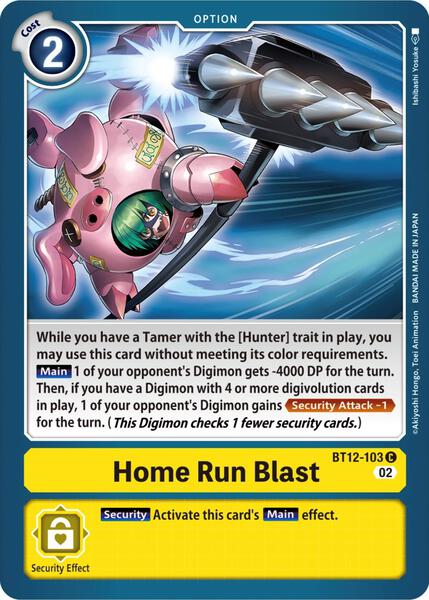 OPTION
Cost
2
Ishibashi Yosuke
While you have a Tamer with the [Hunter] trait in play, you
may use this card without meeting its color requirements.
Main 1 of your opponent's Digimon gets -4000 DP for the turn.
Then, if you have a Digimon with 4 or more digivolution cards
in play, 1 of your opponent's Digimon gains Security Attack -1
for the turn. (This Digimon checks 1 fewer security cards.)
©Akiyoshi Hongo, Toei Animation BANDAI MADE IN JAPAN
Home Run Blast
BT12-103 C
02
Security Activate this card's Main effect.
Security Effect